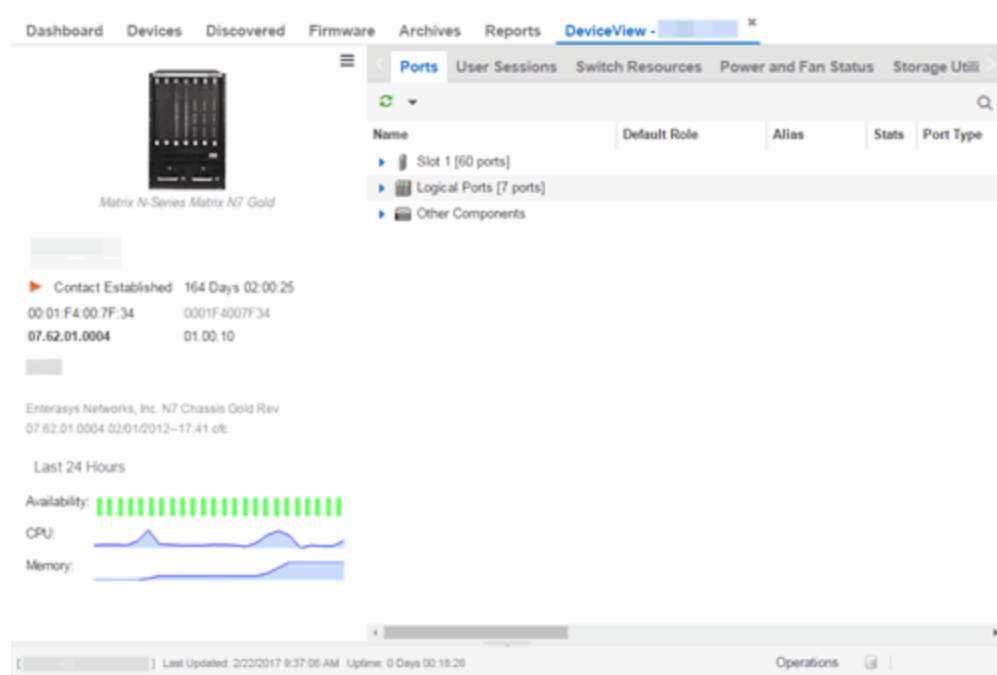 Dashboard Devices Discovered Firmware Archives Reports DeviceView -
Ports User Sessions Switch Resources Power and Fan Status Storage Utili
Name Default Role Alias Stats Port Type
Slot 1 [60 ports]
Logical Ports [7 ports]
Other Components
Matrix N-Series Matrix N7 Gold
Contact Established 164 Days 02:00:25
00:01:F4:00:7F:34 0001F4007F34
07.62.01.0004 01.00.10
Enterasys Networks, Inc. N7 Chassis Gold Rev
07.62.01.0004 02/01/2012--17:41 ofc
Last 24 Hours
Availability:
CPU:
Memory:
[ ] Last Updated: 2/22/2017 9:37:08 AM Uptime: 0 Days 00:18:28 Operations